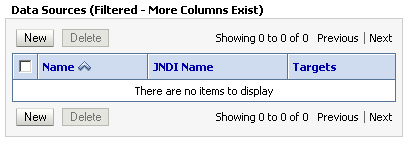 Data Sources (Filtered - More Columns Exist)
New Delete Showing 0 to 0 of 0 Previous | Next
Name JNDI Name Targets
There are no items to display
New Delete Showing 0 to 0 of 0 Previous | Next